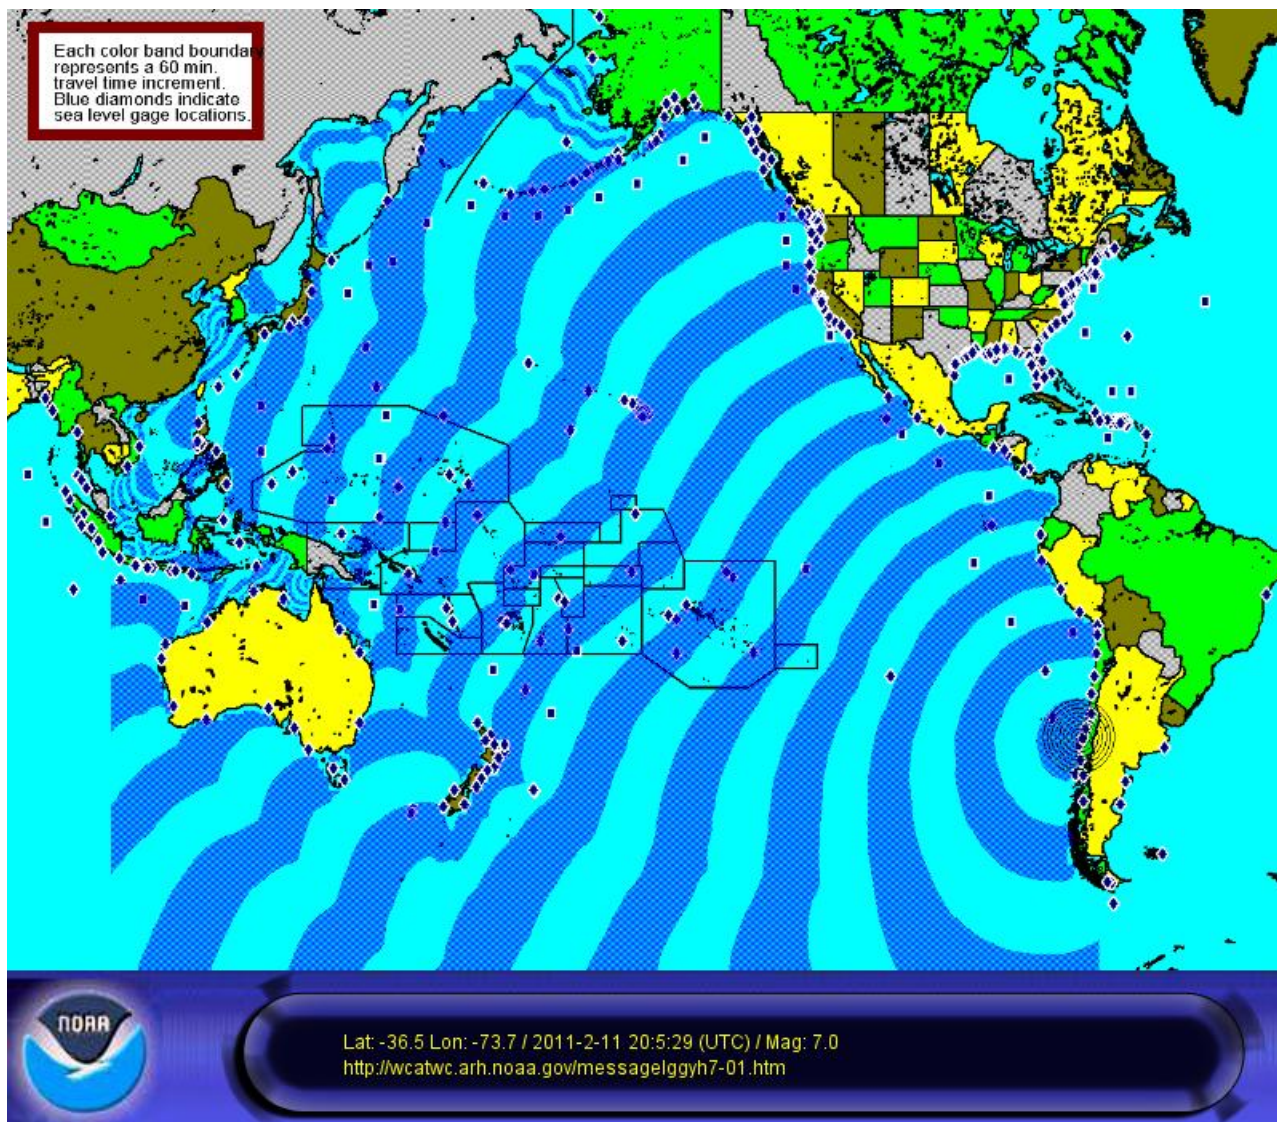 Each color band boundary
represents a 60 min.
travel time increment.
Blue diamonds indicate
sea level gage locations.
NOAA
Lat: -36.5 Lon: -73.7 / 2011-2-11 20:5:29 (UTC) / Mag: 7.0
http://wcatwc.arh.noaa.gov/messagelggyh7-01.htm